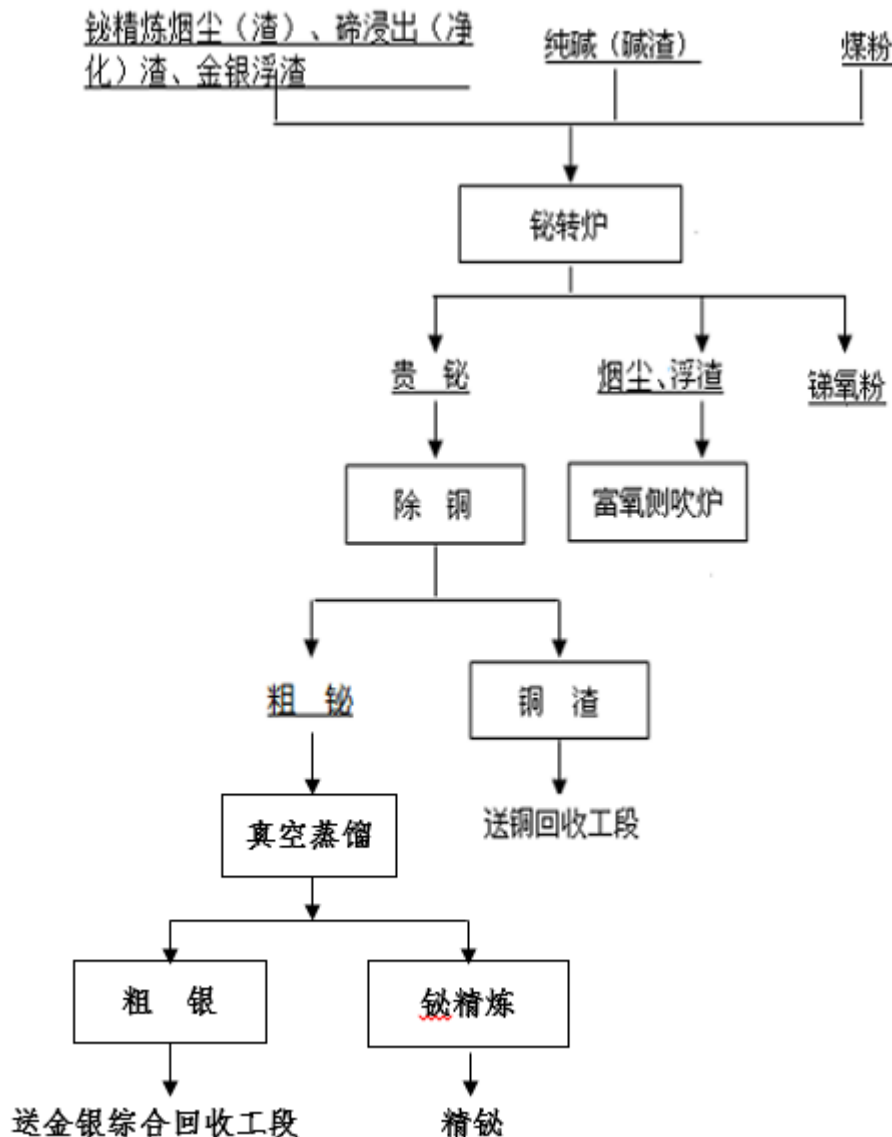 铋精炼烟尘（渣）、碲浸出（净
化）渣、金银浮渣
纯碱（碱渣）
煤粉
铋转炉
贵 铋
烟尘、浮渣
锑氧粉
除 铜
富氧侧吹炉
粗 铋
铜 渣
真空蒸馏
送铜回收工段
粗 银
铋精炼
送金银综合回收工段
精铋